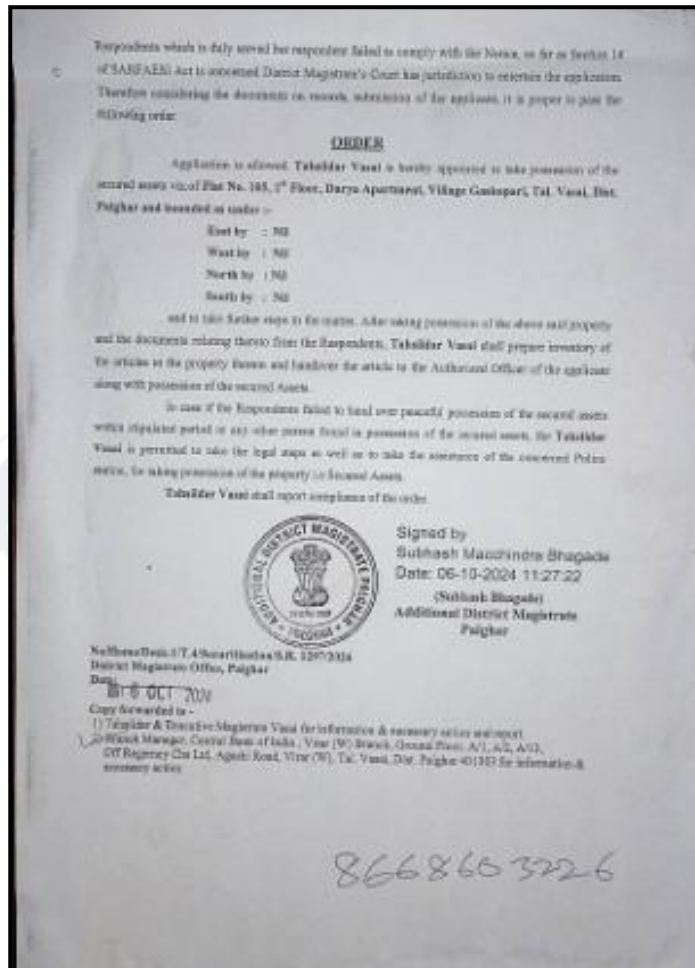 Respondents which is duly served but respondent failed to comply with the Notice, so far as Section 14
of SARFAESI Act is concerned District Magistrate's Court has jurisdiction to entertain the application.
Therefore considering the documents on records, submission of the applicant, it is proper to pass the
following order.
ORDER
Application is allowed. Tahsildar Vasai is hereby appointed to take possession of the
secured assets viz of Flat No. 105, 1st Floor, Darya Apartment, Village Tal. Vasai, Dist.
Palghar and bounded as under :-
East by : Nil
West by : Nil
North by : Nil
South by : Nil
and to take further steps in the matter. After taking possession of the above said property
and the documents relating thereto from the Respondents, Tahsildar Vasai shall prepare inventory of
the articles in the property therein and handover the article to the Authorized Officer of the applicant
along with possession of the secured Assets.
In case if the Respondents failed to hand over peaceful possession of the secured assets
within stipulated period or any other person found in possession of the secured assets, the Tahsildar
Vasai is permitted to take the legal steps as well as to take the assistance of the concerned Police
station, for taking possession of the property i.e Secured Assets.
Tahsildar Vasai shall report compliance of the order.
ADDITIONAL DISTRICT MAGISTRATE PALGHAR
Signed by
Subhash Macchindra Bhagade
Date: 06-10-2024 11:27:22
(Subhash Bhagade)
Additional District Magistrate
Palghar
District Magistrate Office, Palghar
Date:
6 OCT 2024
Copy forwarded to -
1) Tahsildar & Executive Magistrate Vasai for information & necessary action and report.
2) Branch Manager, Central Bank of India, Virar (W) Branch, Ground Floor, A/1, A/2, A/13,
Off Regency Chs Ltd, Agashi Road, Virar (W), Tal. Vasai, Dist. Palghar 401303 for information &
necessary action
8668603226